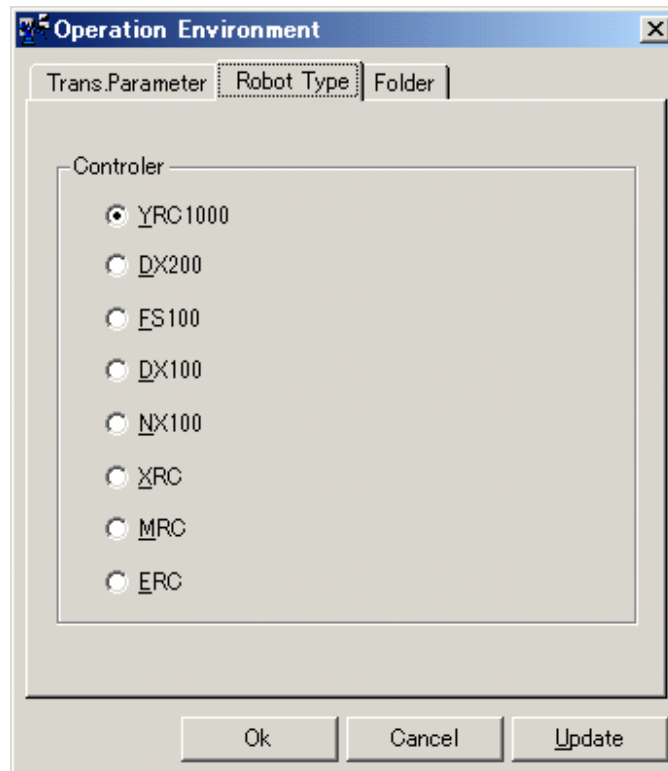 Operation Environment
Trans.Parameter Robot Type Folder
Controler
YRC1000
DX200
FS100
DX100
NX100
XRC
MRC
ERC
Ok Cancel Update